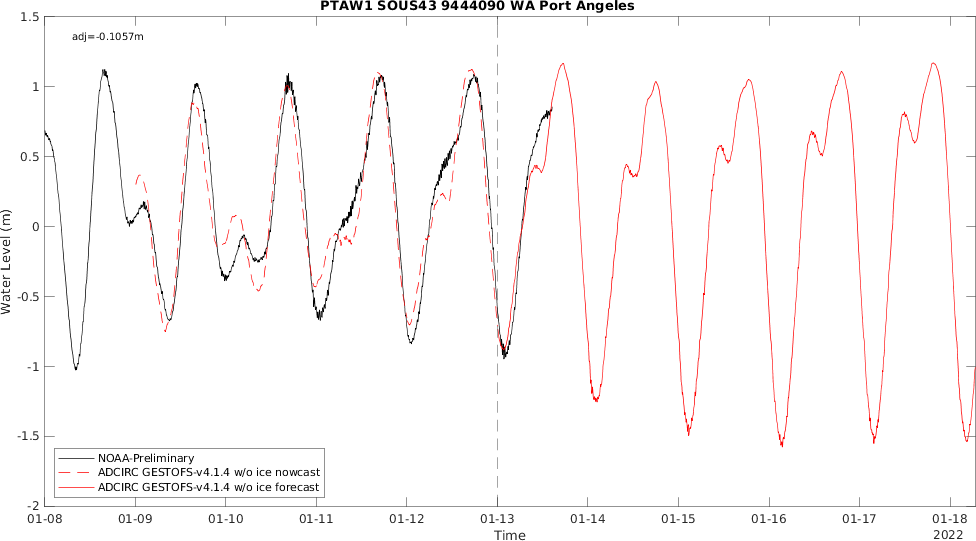 PTAW1 SOUS43 9444090 WA Port Angeles
adj=-0.1057m
1.5
1
0.5
0
-0.5
-1
-1.5
-2
Water Level (m)
NOAA-Preliminary
ADCIRC GESTOFS-v4.1.4 w/o ice nowcast
ADCIRC GESTOFS-v4.1.4 w/o ice forecast
01-08 01-09 01-10 01-11 01-12 01-13 01-14 01-15 01-16 01-17 01-18
Time
2022